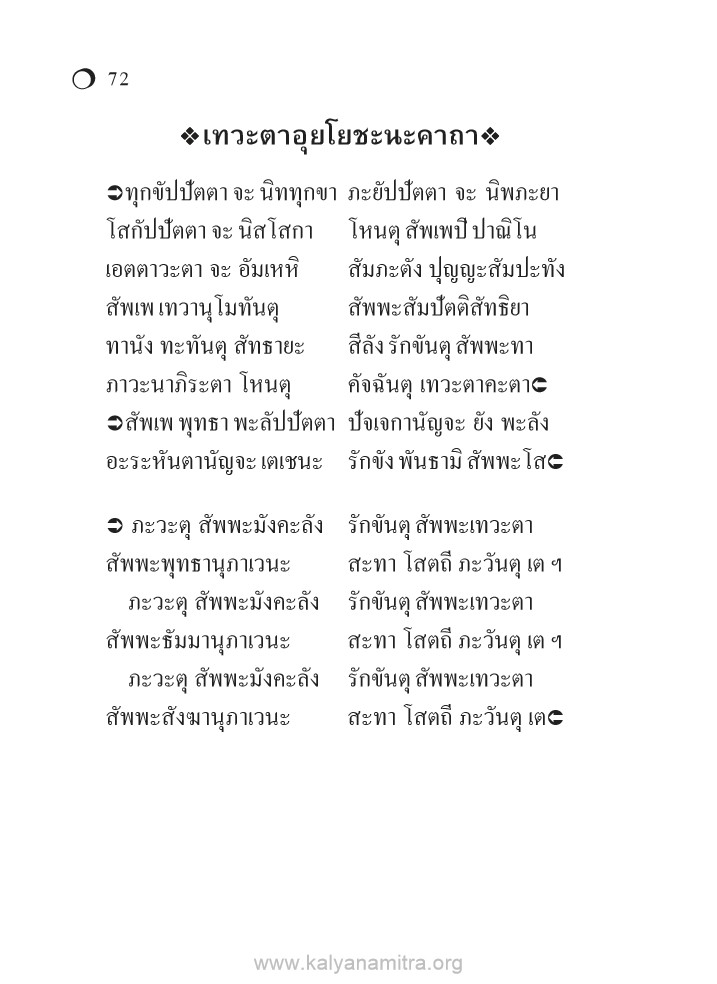 72
❖เทวะตาอุยโยชะนะคาถา❖
➲ทุกขัปปัตตา จะ นิททุกขา ภะยัปปัตตา จะ นิพภะยา
โสกัปปัตตา จะ นิสโสกา โหนตุ สัพเพปิ ปาณิโน
เอตตาวะตา จะ อัมเหหิ สัมภะตัง ปุญญะสัมปะทัง
สัพเพ เทวานุโมทันตุ สัพพะสัมปัตติสัทธิยา
ทานัง ทะทันตุ สัทธายะ สีลัง รักขันตุ สัพพะทา
ภาวะนาภิระตา โหนตุ คัจฉันตุ เทวะตาคะตา➲
➲สัพเพ พุทธา พะลัปปัตตา ปัจเจกานัญจะ ยัง พะลัง
อะระหันตานัญจะ เตเชนะ รักขัง พันธามิ สัพพะโส➲
➲ ภะวะตุ สัพพะมังคะลัง รักขันตุ สัพพะเทวะตา
สัพพะพุทธานุภาเวนะ สะทา โสตถี ภะวันตุ เต ฯ
ภะวะตุ สัพพะมังคะลัง รักขันตุ สัพพะเทวะตา
สัพพะธัมมานุภาเวนะ สะทา โสตถี ภะวันตุ เต ฯ
ภะวะตุ สัพพะมังคะลัง รักขันตุ สัพพะเทวะตา
สัพพะสังฆานุภาเวนะ สะทา โสตถี ภะวันตุ เต➲
www.kalyanamitra.org